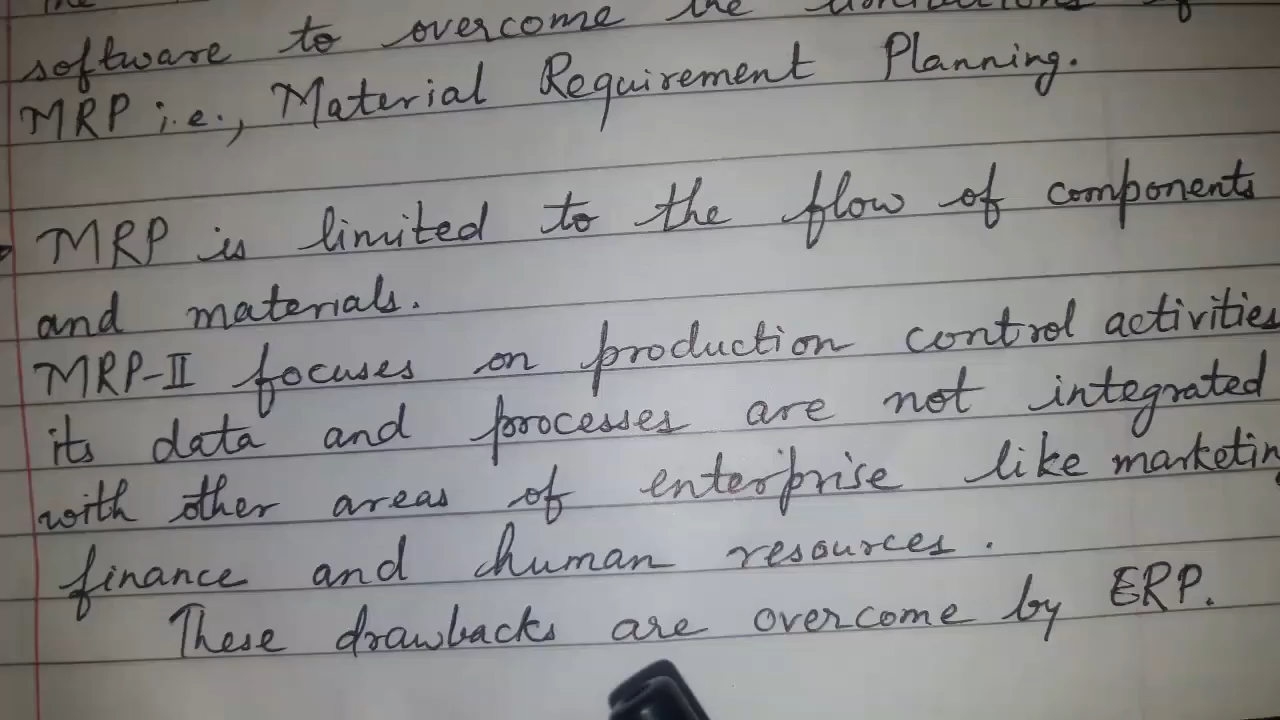 software to overcome the
MRP i.e., Material Requirement Planning.
MRP is limited to the flow of components
and materials.
MRP-II focuses on production control activities
its data and processes are not integrated
with other areas of enterprise like marketin
finance and human resources.
These drawbacks are overcome by ERP.